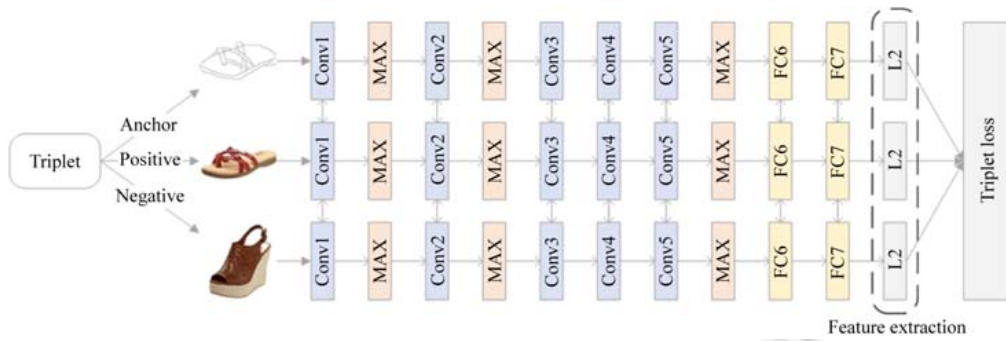 Triplet
Anchor
Positive
Negative
Conv1 MAX Conv2 MAX Conv3 Conv4 Conv5 MAX FC6 FC7 L2
Conv1 MAX Conv2 MAX Conv3 Conv4 Conv5 MAX FC6 FC7 L2
Conv1 MAX Conv2 MAX Conv3 Conv4 Conv5 MAX FC6 FC7 L2
Triplet loss
Feature extraction